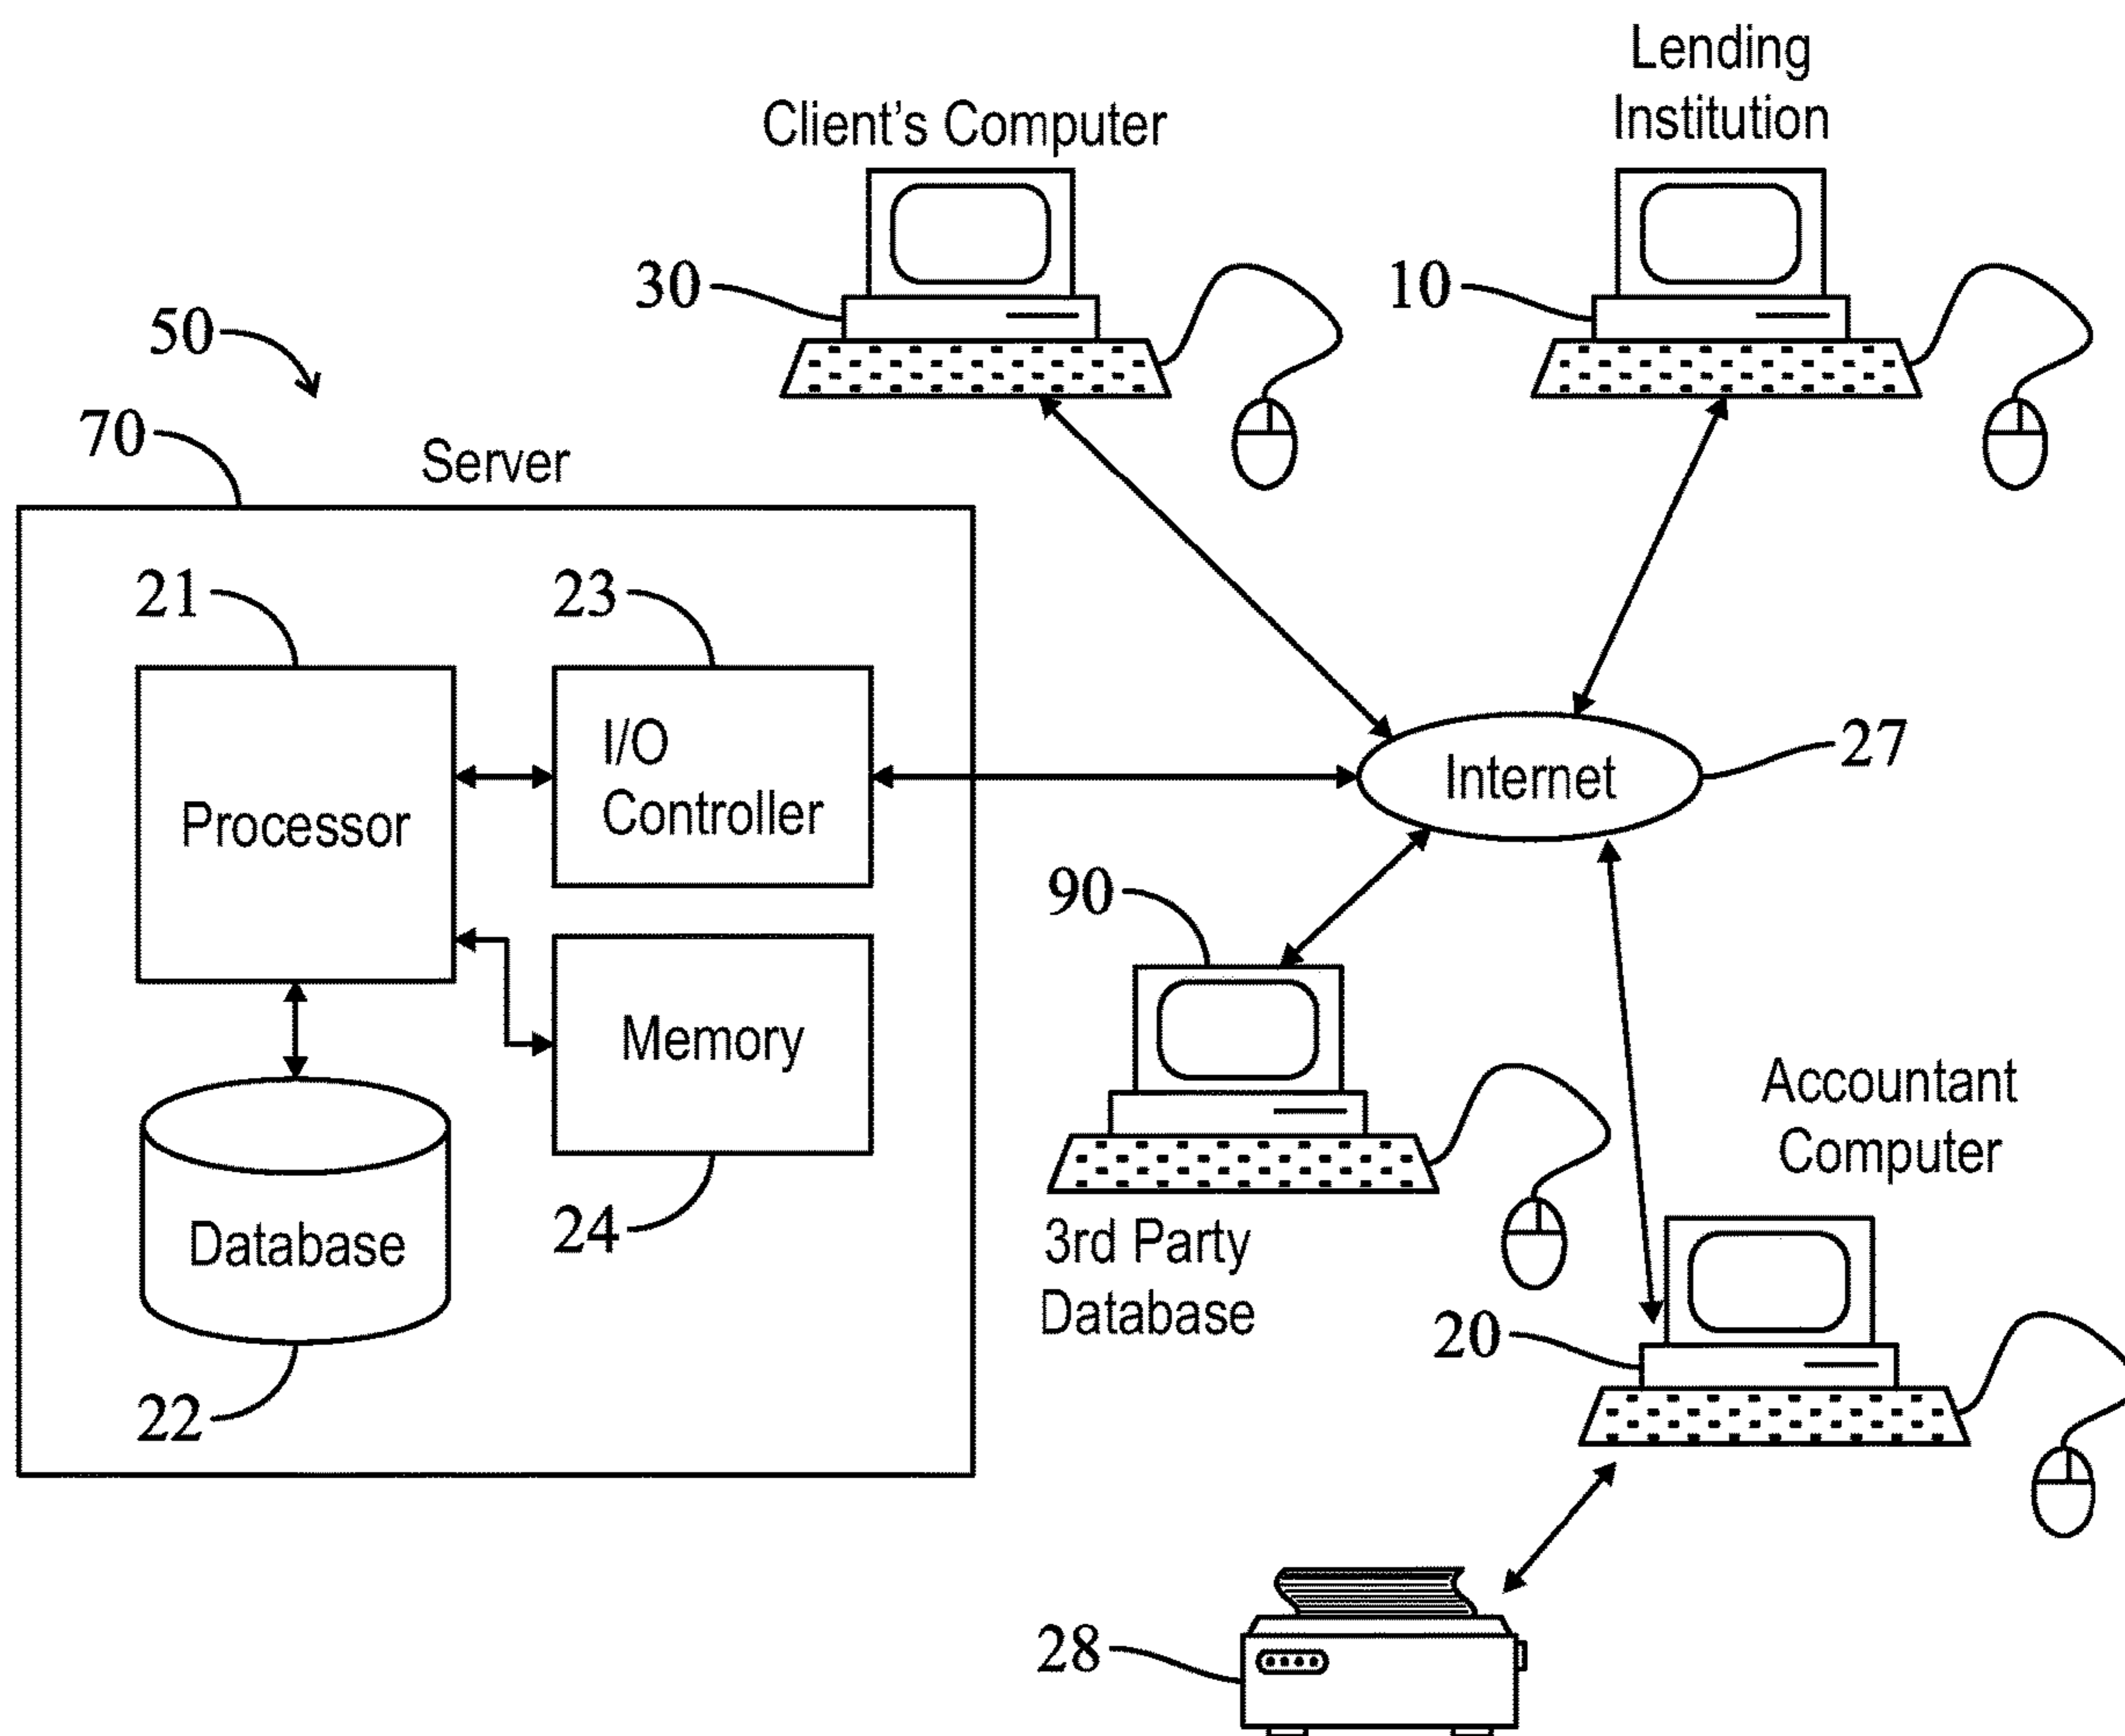 Lending
Institution
Client's Computer
30
10
50
70
Server
21
23
Processor
I/O
Controller
Internet
27
90
Memory
24
Database
22
3rd Party
Database
Accountant
Computer
20
28